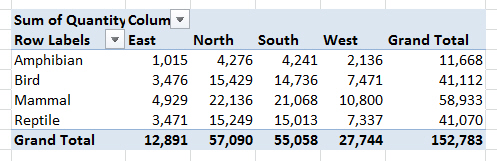 Sum of Quantity Colum
Row Labels East North South West Grand Total
Amphibian 1,015 4,276 4,241 2,136 11,668
Bird 3,476 15,429 14,736 7,471 41,112
Mammal 4,929 22,136 21,068 10,800 58,933
Reptile 3,471 15,249 15,013 7,337 41,070
Grand Total 12,891 57,090 55,058 27,744 152,783